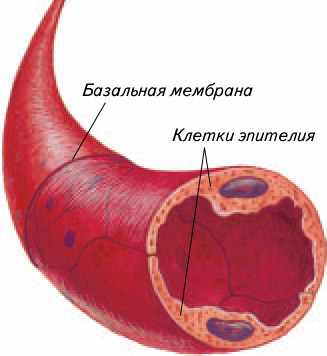 Базальная мембрана
Клетки эпителия